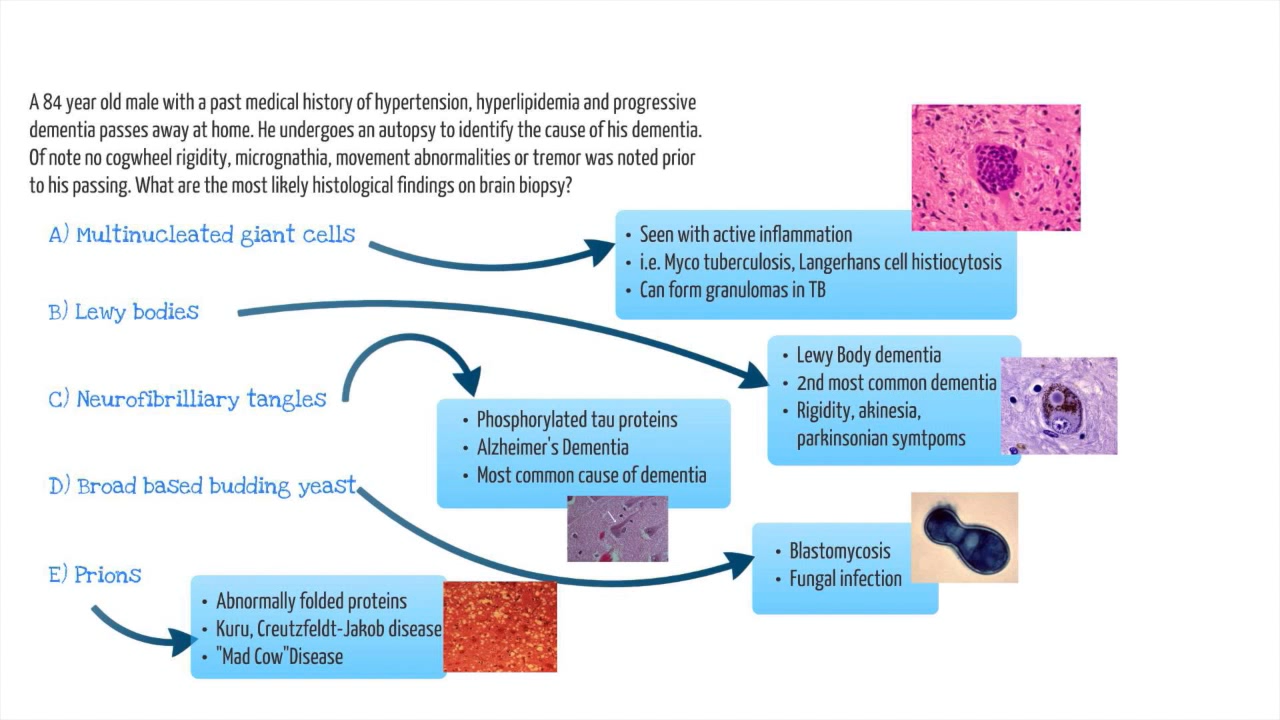 A 84 year old male with a past medical history of hypertension, hyperlipidemia and progressive
dementia passes away at home. He undergoes an autopsy to identify the cause of his dementia.
Of note no cogwheel rigidity, micrognathia, movement abnormalities or tremor was noted prior
to his passing. What are the most likely histological findings on brain biopsy?
A) Multinucleated giant cells
• Seen with active inflammation
• i.e. Myco tuberculosis, Langerhans cell histiocytosis
• Can form granulomas in TB
B) Lewy bodies
• Lewy Body dementia
• 2nd most common dementia
• Rigidity, akinesia,
parkinsonian symtpoms
C) Neurofibrilliary tangles
• Phosphorylated tau proteins
• Alzheimer's Dementia
• Most common cause of dementia
D) Broad based budding yeast
• Blastomycosis
• Fungal infection
E) Prions
• Abnormally folded proteins
• Kuru, Creutzfeldt-Jakob disease
• "Mad Cow"Disease